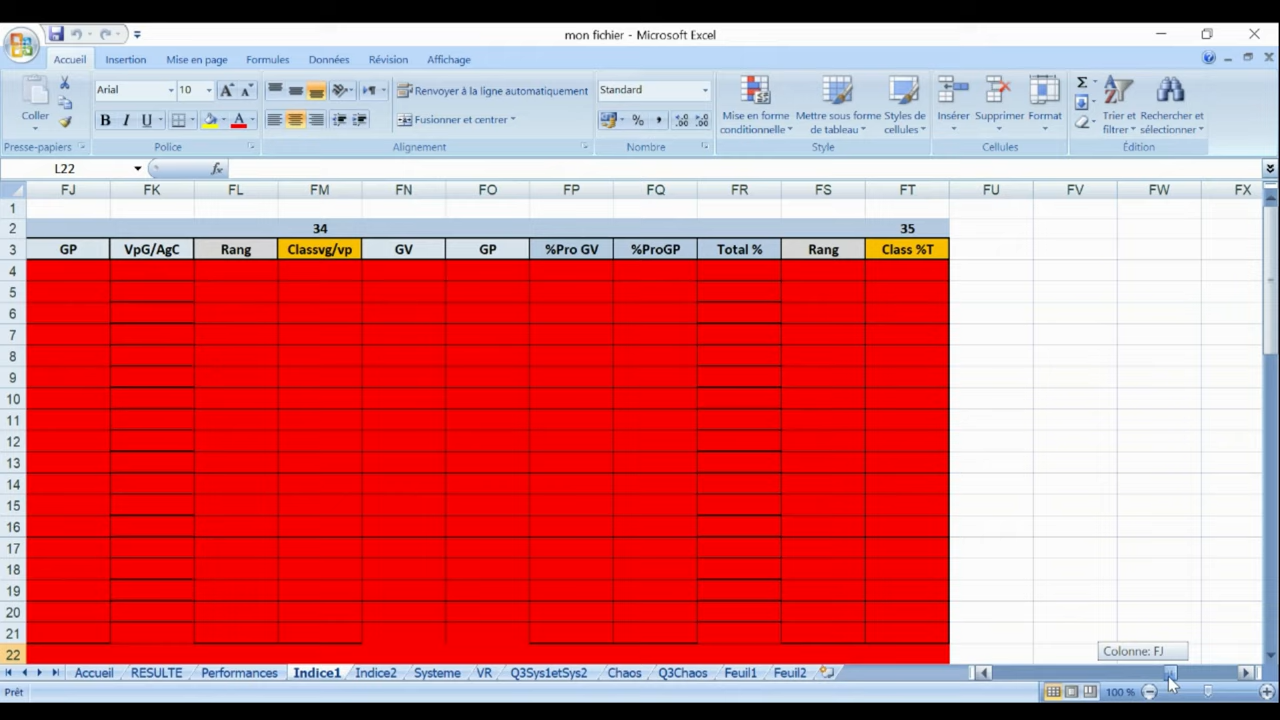 mon fichier - Microsoft Excel
Accueil Insertion Mise en page Formules Données Révision Affichage
Coller
Presse-papiers
Arial 10
G I S
Police
Renvoyer à la ligne automatiquement
Fusionner et centrer
Alignement
Standard
% ,
Nombre
Mise en forme conditionnelle
Mettre sous forme de tableau
Styles de cellules
Style
Insérer Supprimer Format
Cellules
Σ
Trier et filtrer
Rechercher et sélectionner
Édition
L22 fx
FJ FK FL FM FN FO FP FQ FR FS FT FU FV FW FX
1
2 34 35
3 GP VpG/AgC Rang Classvg/vp GV GP %Pro GV %ProGP Total % Rang Class %T
4
5
6
7
8
9
10
11
12
13
14
15
16
17
18
19
20
21
22
Colonne: FJ
Accueil RESULTE Performances Indice1 Indice2 Systeme VR Q3Sys1etSys2 Chaos Q3Chaos Feuil1 Feuil2
Prêt 100 %